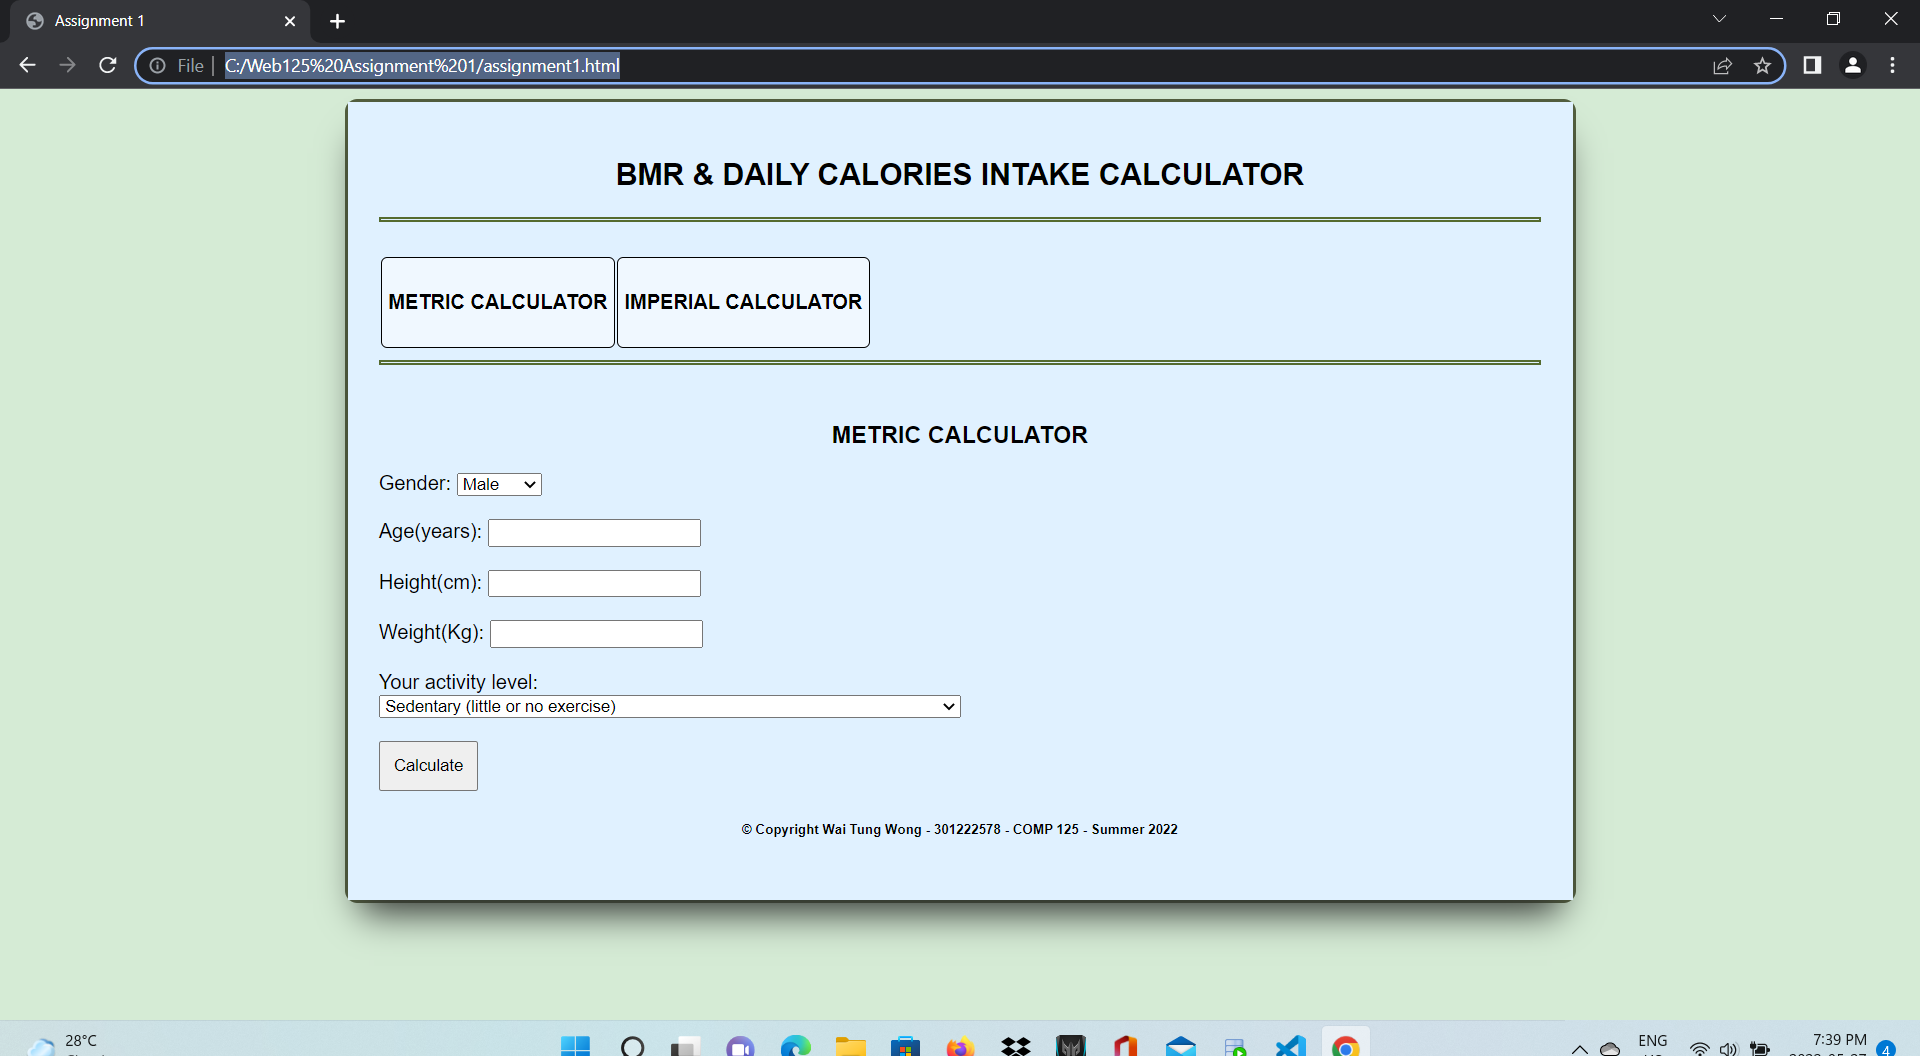 Assignment 1
File
C:/Web125%20Assignment%201/assignment1.html
BMR & DAILY CALORIES INTAKE CALCULATOR
METRIC CALCULATOR
IMPERIAL CALCULATOR
METRIC CALCULATOR
Gender: Male
Age(years):
Height(cm):
Weight(Kg):
Your activity level:
Sedentary (little or no exercise)
Calculate
© Copyright Wai Tung Wong - 301222578 - COMP 125 - Summer 2022
28°C
ENG
7:39 PM
4